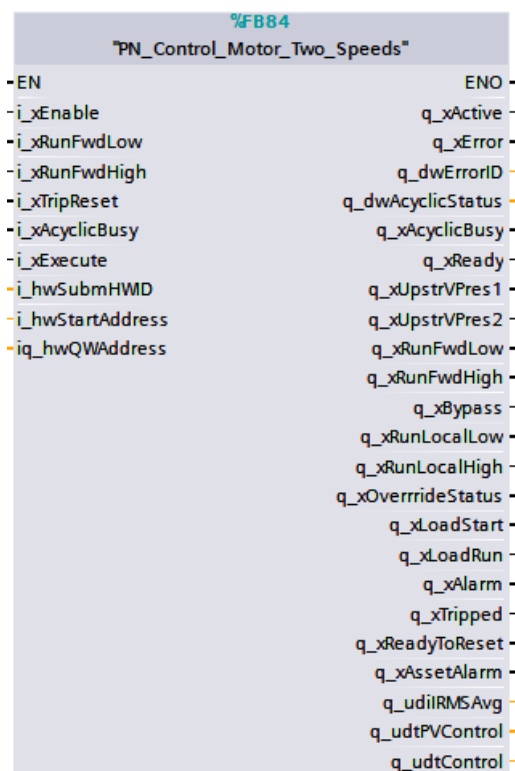 %FB84
"PN_Control_Motor_Two_Speeds"
EN ENO
i_xEnable q_xActive
i_xRunFwdLow q_xError
i_xRunFwdHigh q_dwErrorID
i_xTripReset q_dwAcyclicStatus
i_xAcyclicBusy q_xAcyclicBusy
i_xExecute q_xReady
i_hwSubmHWID q_xUpstrVPres1
i_hwStartAddress q_xUpstrVPres2
iq_hwQWAddress q_xRunFwdLow
q_xRunFwdHigh
q_xBypass
q_xRunLocalLow
q_xRunLocalHigh
q_xOverrrideStatus
q_xLoadStart
q_xLoadRun
q_xAlarm
q_xTripped
q_xReadyToReset
q_xAssetAlarm
q_udiIRMSAvg
q_udtPVControl
q_udtControl